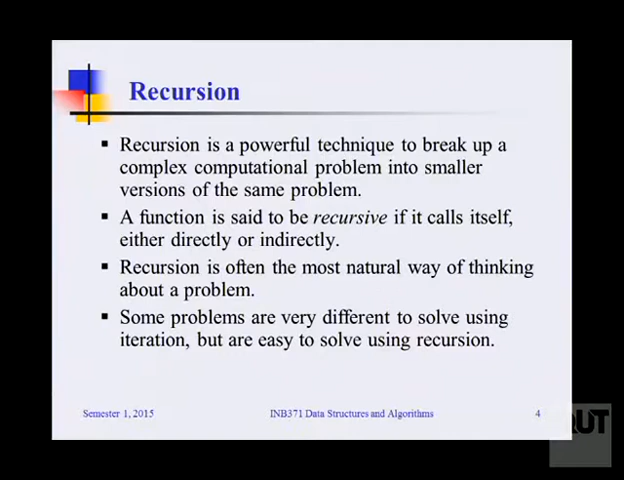 Recursion
▪ Recursion is a powerful technique to break up a
complex computational problem into smaller
versions of the same problem.
▪ A function is said to be recursive if it calls itself,
either directly or indirectly.
▪ Recursion is often the most natural way of thinking
about a problem.
▪ Some problems are very different to solve using
iteration, but are easy to solve using recursion.
Semester 1, 2015
INB371 Data Structures and Algorithms
4
QUT